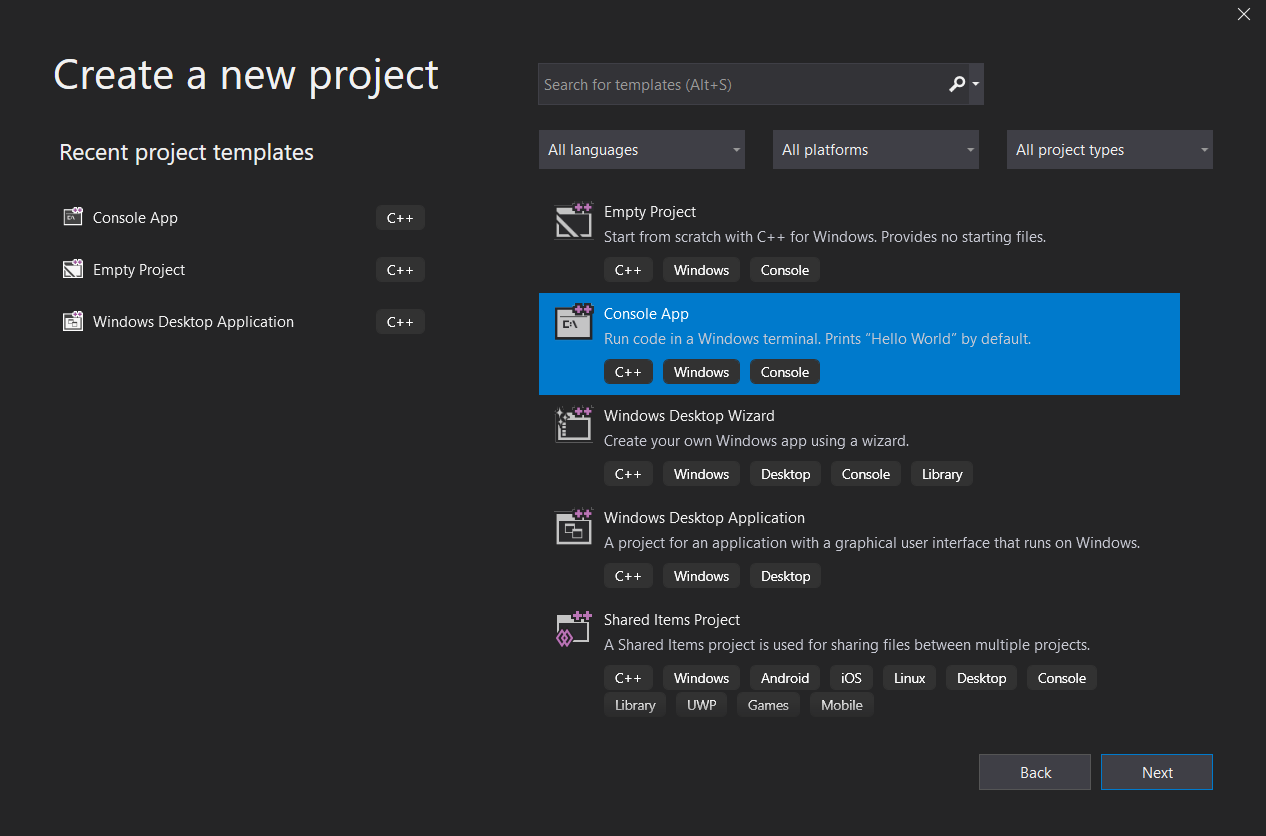 Create a new project
Recent project templates
Console App C++
Empty Project C++
Windows Desktop Application C++
Search for templates (Alt+S)
All languages All platforms All project types
Empty Project
Start from scratch with C++ for Windows. Provides no starting files.
C++ Windows Console
Console App
Run code in a Windows terminal. Prints “Hello World” by default.
C++ Windows Console
Windows Desktop Wizard
Create your own Windows app using a wizard.
C++ Windows Desktop Console Library
Windows Desktop Application
A project for an application with a graphical user interface that runs on Windows.
C++ Windows Desktop
Shared Items Project
A Shared Items project is used for sharing files between multiple projects.
C++ Windows Android iOS Linux Desktop Console
Library UWP Games Mobile
Back Next